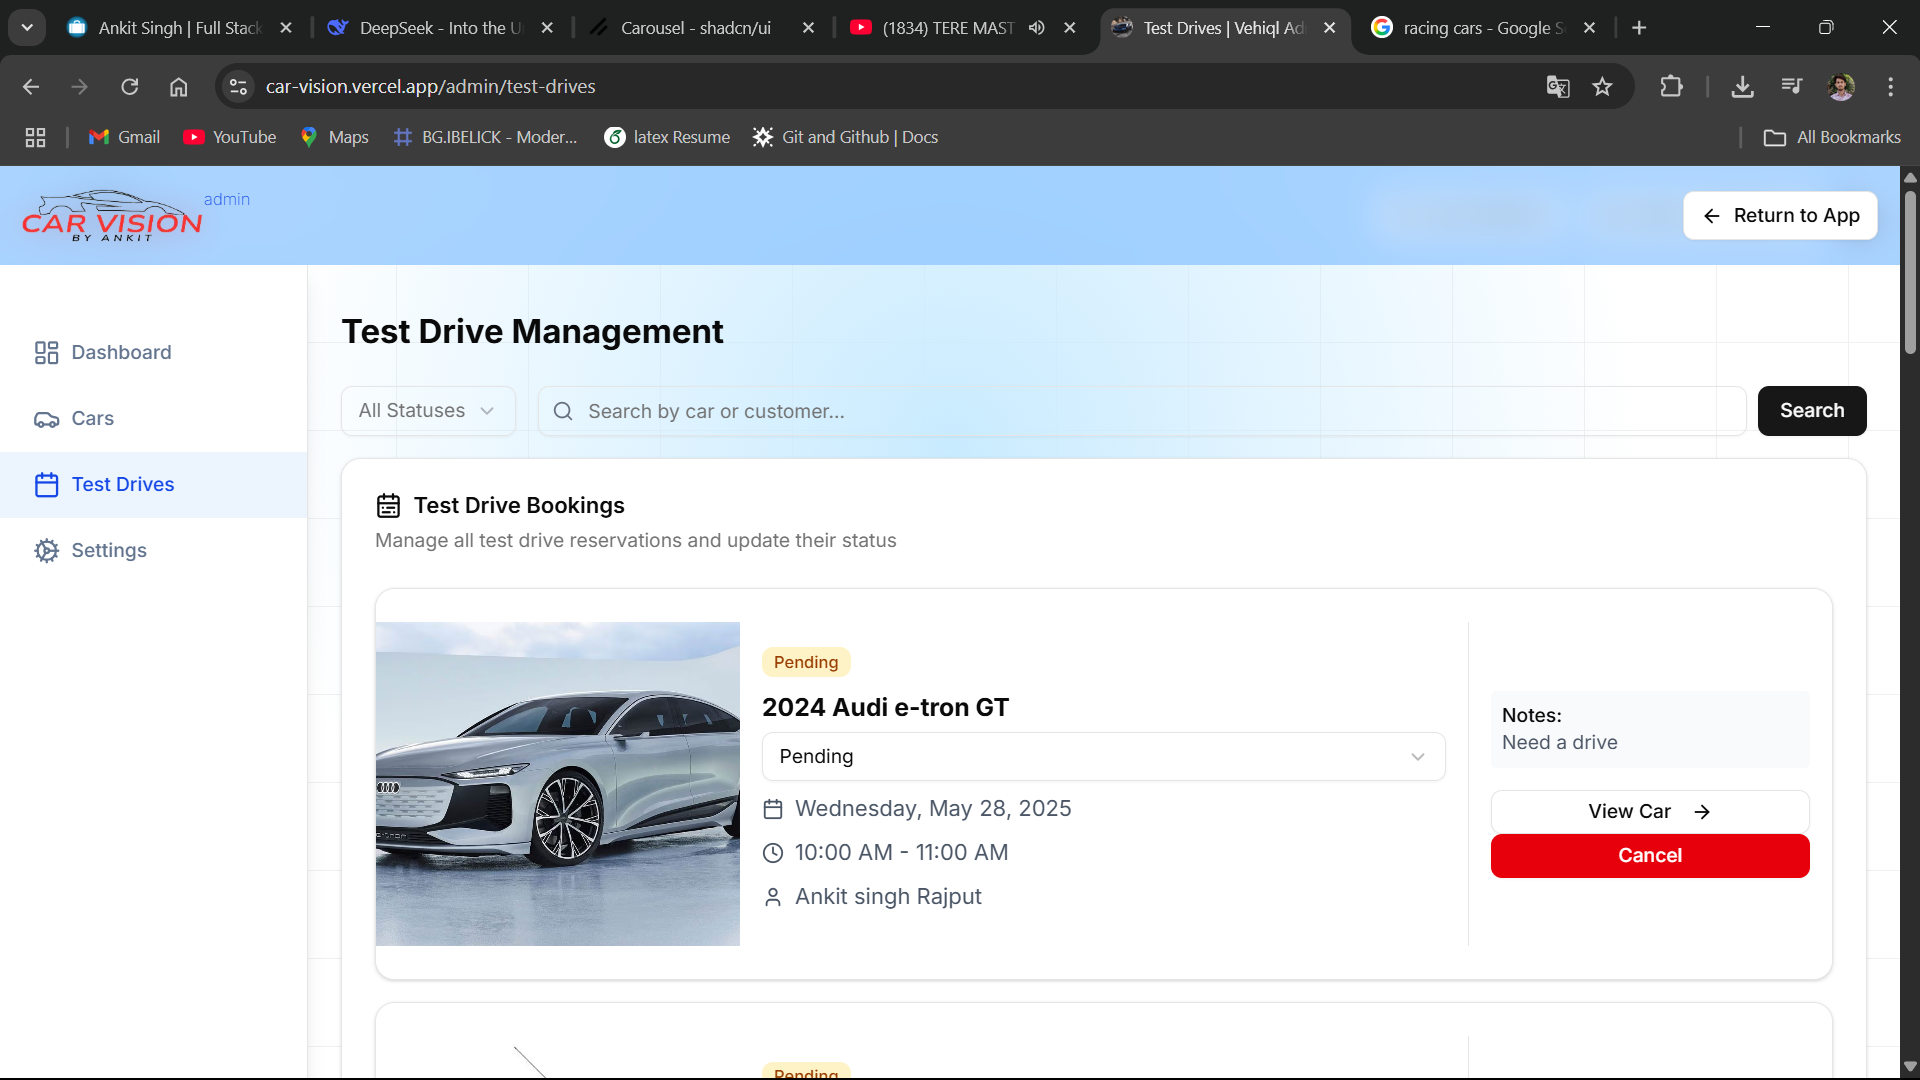 Ankit Singh | Full Stack
DeepSeek - Into the U
Carousel - shadcn/ui
(1834) TERE MAST
Test Drives | Vehiql Ad
racing cars - Google S
car-vision.vercel.app/admin/test-drives
Gmail
YouTube
Maps
BG.IBELICK - Moder...
latex Resume
Git and Github | Docs
All Bookmarks
CAR VISION
BY ANKIT
admin
Return to App
Dashboard
Cars
Test Drives
Settings
Test Drive Management
All Statuses
Search by car or customer...
Search
Test Drive Bookings
Manage all test drive reservations and update their status
Pending
2024 Audi e-tron GT
Pending
Wednesday, May 28, 2025
10:00 AM - 11:00 AM
Ankit singh Rajput
Notes:
Need a drive
View Car
Cancel
Pending